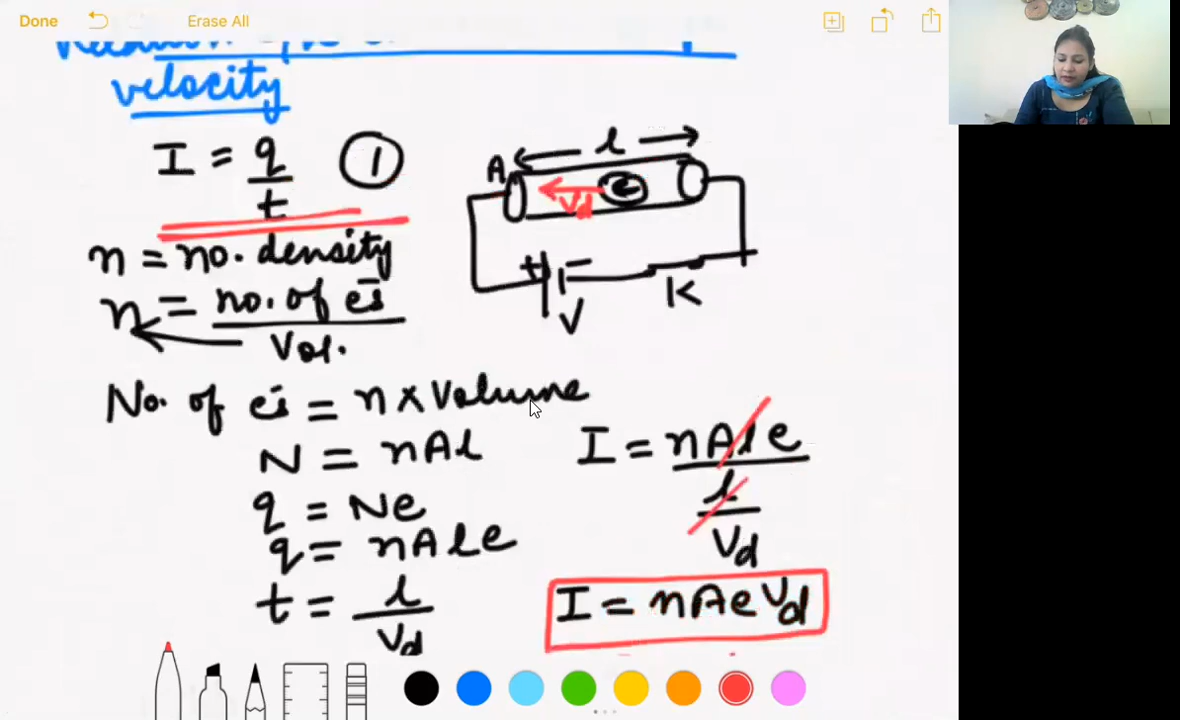 Done Erase All
velocity
I = q/t ①
n = no. density
n = no. of e⁻s / Vol.
A l
Vd e
+ - V K
No. of e⁻s = n × Volume
N = nAl
q = Ne
q = nAle
t = l/Vd
I = nAle / (l/Vd)
I = nAeVd